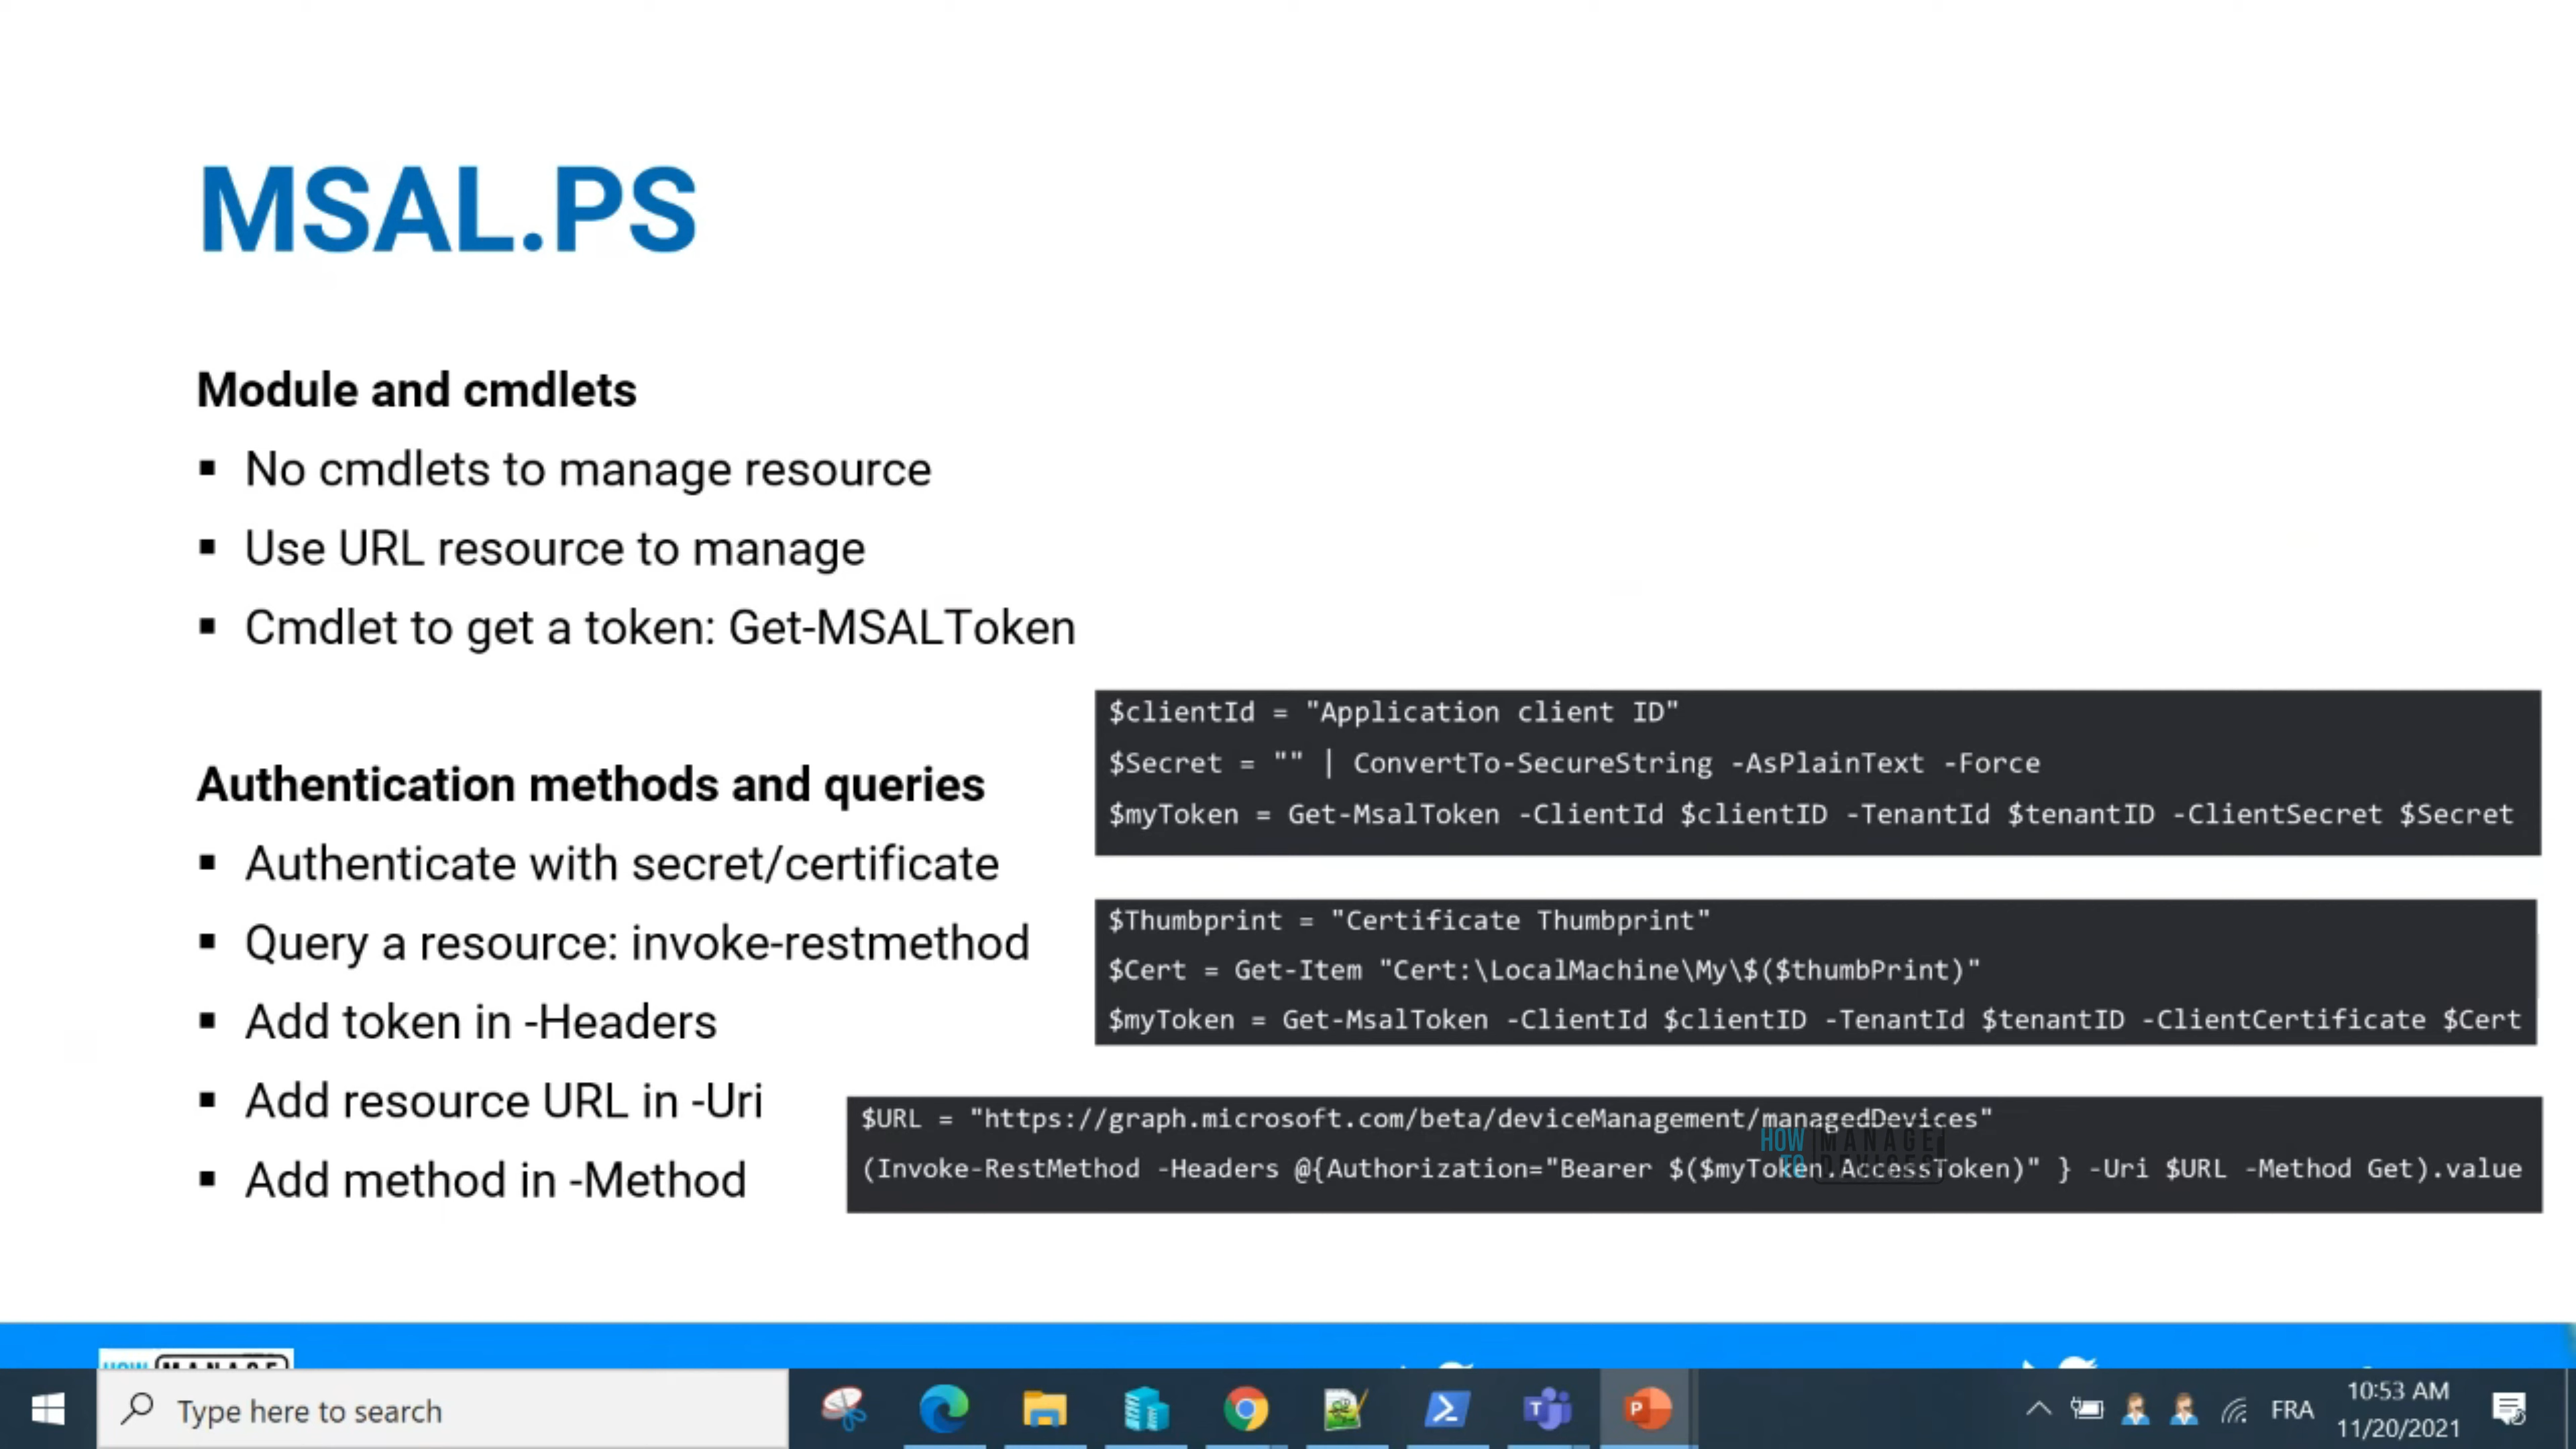 MSAL.PS
Module and cmdlets
▪ No cmdlets to manage resource
▪ Use URL resource to manage
▪ Cmdlet to get a token: Get-MSALToken
Authentication methods and queries
▪ Authenticate with secret/certificate
▪ Query a resource: invoke-restmethod
▪ Add token in -Headers
▪ Add resource URL in -Uri
▪ Add method in -Method
$clientId = "Application client ID"
$Secret = "" | ConvertTo-SecureString -AsPlainText -Force
$myToken = Get-MsalToken -ClientId $clientID -TenantId $tenantID -ClientSecret $Secret
$Thumbprint = "Certificate Thumbprint"
$Cert = Get-Item "Cert:\LocalMachine\My\$($thumbPrint)"
$myToken = Get-MsalToken -ClientId $clientID -TenantId $tenantID -ClientCertificate $Cert
$URL = "https://graph.microsoft.com/beta/deviceManagement/managedDevices"
(Invoke-RestMethod -Headers @{Authorization="Bearer $($myToken.AccessToken)" } -Uri $URL -Method Get).value
HOW MANAGE
TO DEVICES
HOW MANAGE
Type here to search
FRA
10:53 AM
11/20/2021